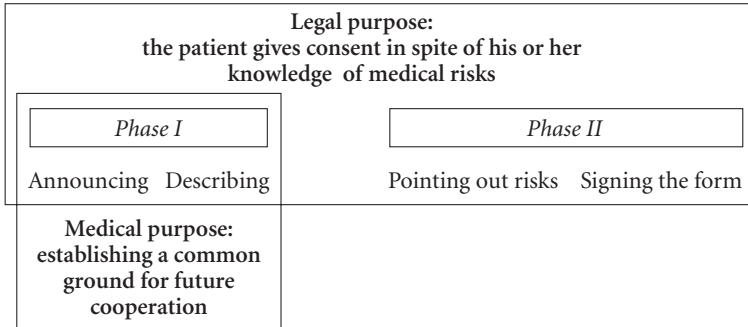 Legal purpose:
the patient gives consent in spite of his or her
knowledge of medical risks
Phase I
Phase II
Announcing Describing
Pointing out risks Signing the form
Medical purpose:
establishing a common
ground for future
cooperation